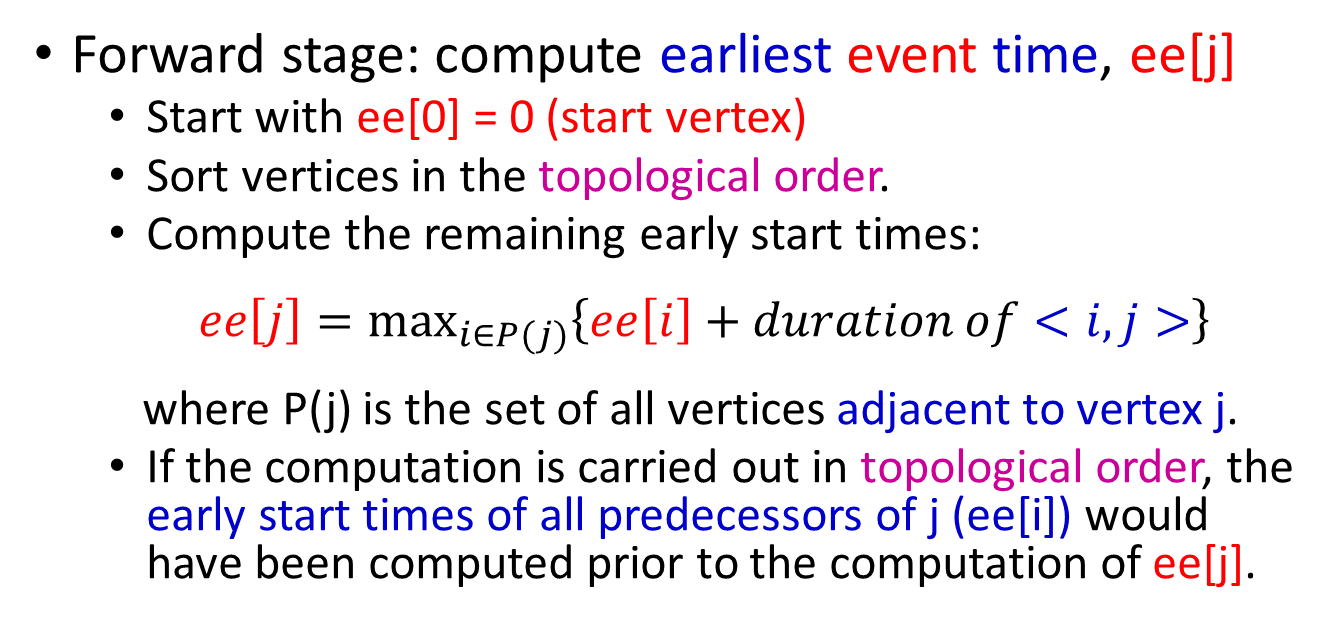 • Forward stage: compute earliest event time, ee[j]
• Start with ee[0] = 0 (start vertex)
• Sort vertices in the topological order.
• Compute the remaining early start times:
ee[j] = max_{i∈P(j)}{ee[i] + duration of < i, j >}
where P(j) is the set of all vertices adjacent to vertex j.
• If the computation is carried out in topological order, the
early start times of all predecessors of j (ee[i]) would
have been computed prior to the computation of ee[j].